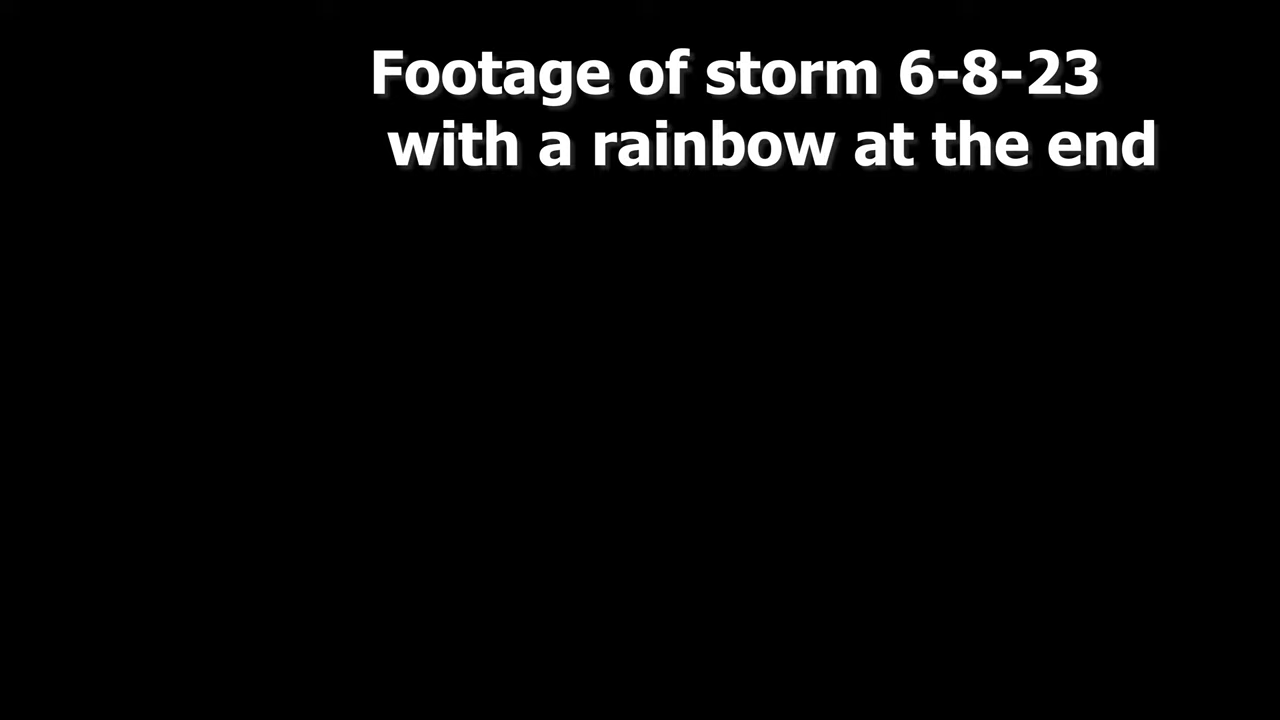 Footage of storm 6-8-23
with a rainbow at the end